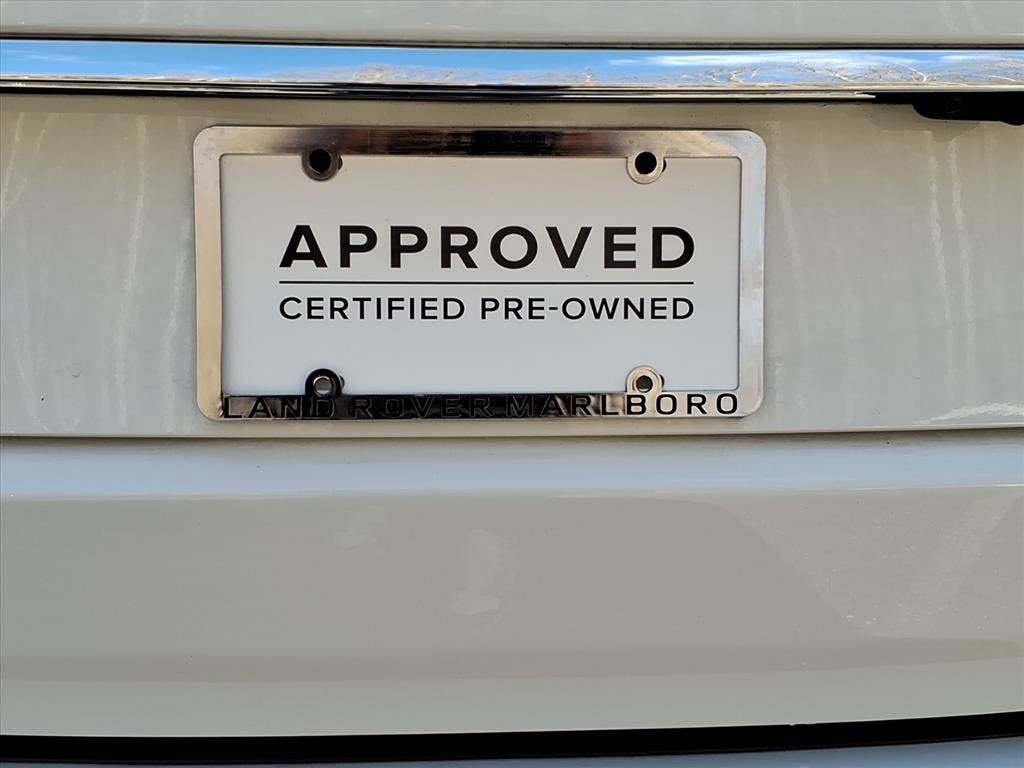 APPROVED
CERTIFIED PRE-OWNED
LAND ROVER MARLBORO